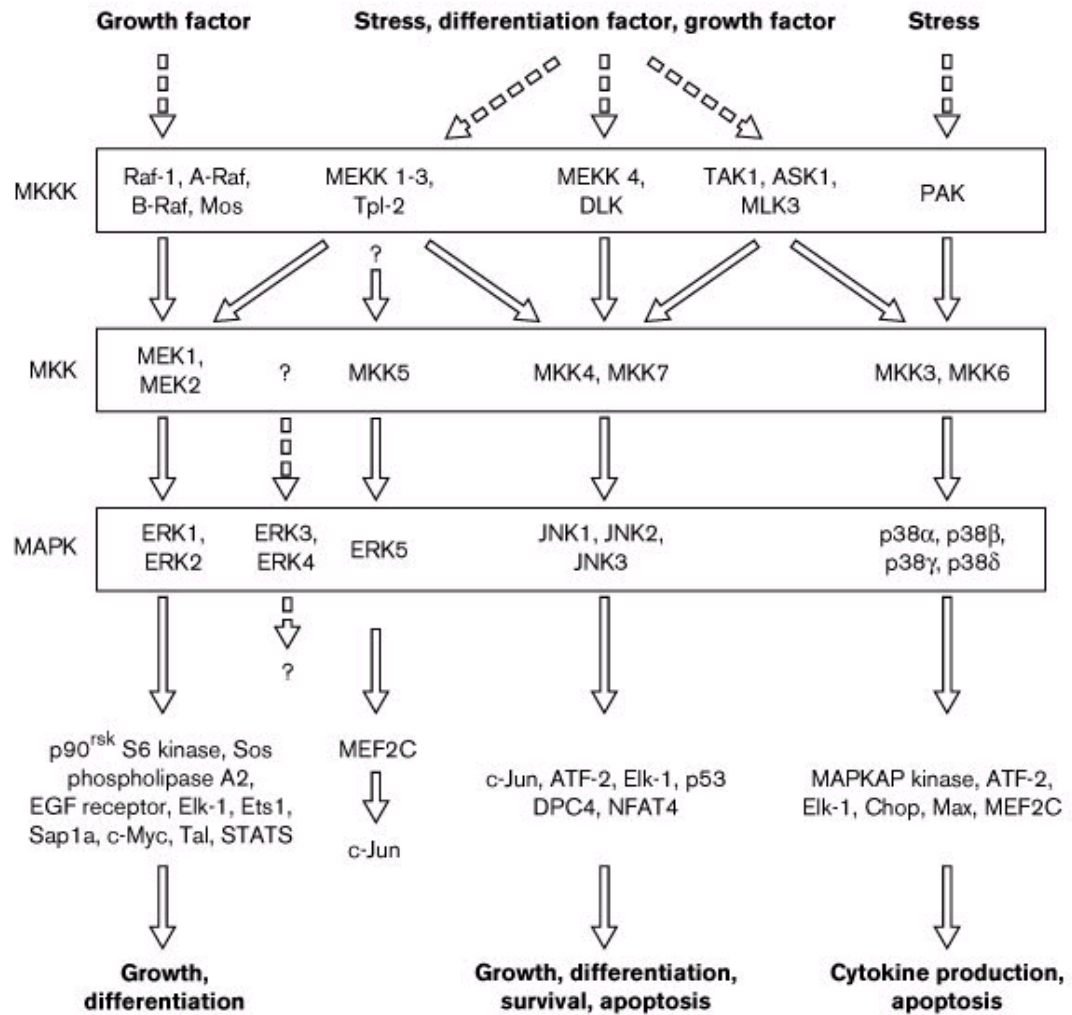 Growth factor
Stress, differentiation factor, growth factor
Stress
MKKK
Raf-1, A-Raf,
B-Raf, Mos
MEKK 1-3,
Tpl-2
MEKK 4,
DLK
TAK1, ASK1,
MLK3
PAK
?
MKK
MEK1,
MEK2
?
MKK5
MKK4, MKK7
MKK3, MKK6
MAPK
ERK1,
ERK2
ERK3,
ERK4
ERK5
JNK1, JNK2,
JNK3
p38α, p38β,
p38γ, p38δ
?
p90rsk S6 kinase, Sos
phospholipase A2,
EGF receptor, Elk-1, Ets1,
Sap1a, c-Myc, Tal, STATS
MEF2C
c-Jun
c-Jun, ATF-2, Elk-1, p53
DPC4, NFAT4
MAPKAP kinase, ATF-2,
Elk-1, Chop, Max, MEF2C
Growth,
differentiation
Growth, differentiation,
survival, apoptosis
Cytokine production,
apoptosis